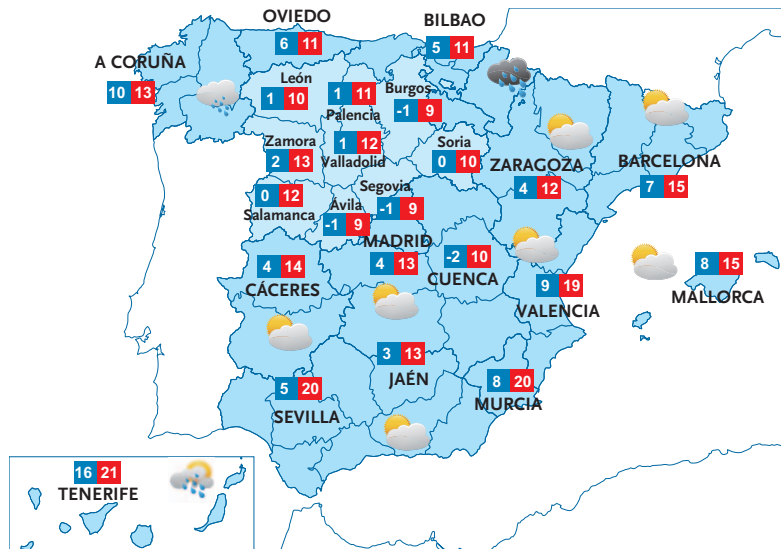 OVIEDO
6 11
BILBAO
5 11
A CORUÑA
10 13
León
1 10
1 11
Palencia
Burgos
-1 9
Zamora
2 13
1 12
Valladolid
Soria
0 10
ZARAGOZA
4 12
BARCELONA
7 15
0 12
Salamanca
Ávila
-1 9
Segovia
-1 9
MADRID
4 13
-2 10
CUENCA
4 14
CÁCERES
9 19
VALENCIA
8 15
MALLORCA
3 13
JAÉN
5 20
SEVILLA
8 20
MURCIA
16 21
TENERIFE